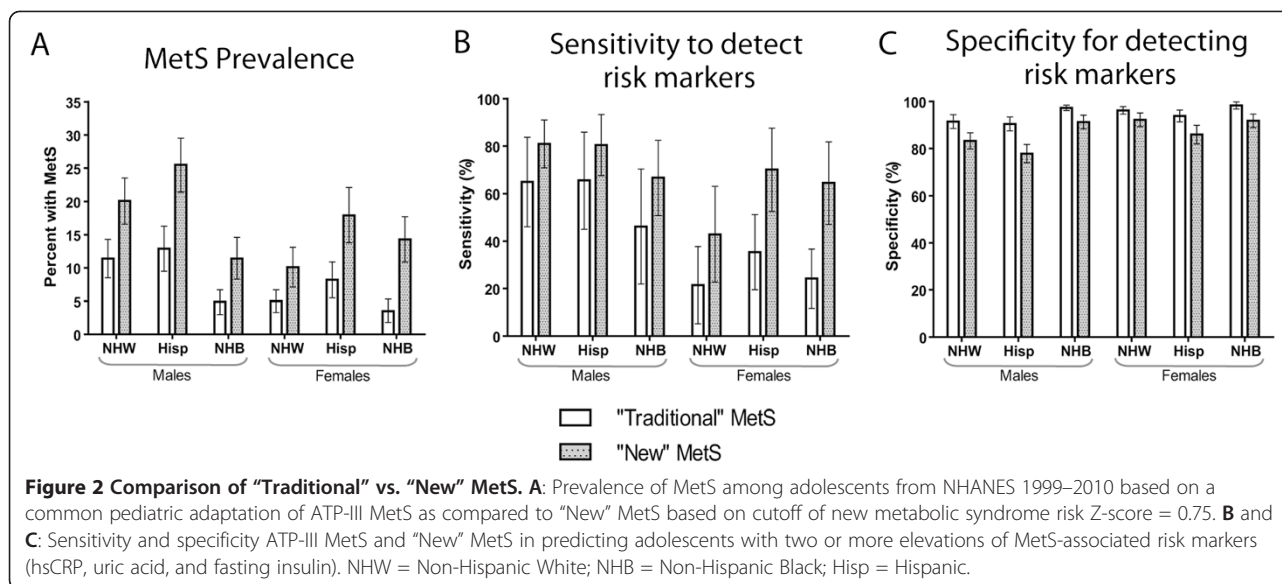 A
MetS Prevalence
Percent with MetS
35
30
25
20
15
10
5
0
NHW Hisp NHB NHW Hisp NHB
Males Females
B
Sensitivity to detect
risk markers
Sensitivity (%)
100
80
60
40
20
0
NHW Hisp NHB NHW Hisp NHB
Males Females
C
Specificity for detecting
risk markers
Specificity (%)
100
80
60
40
20
0
NHW Hisp NHB NHW Hisp NHB
Males Females
"Traditional" MetS
"New" MetS
Figure 2 Comparison of “Traditional” vs. “New” MetS. A: Prevalence of MetS among adolescents from NHANES 1999–2010 based on a
common pediatric adaptation of ATP-III MetS as compared to “New” MetS based on cutoff of new metabolic syndrome risk Z-score = 0.75. B and
C: Sensitivity and specificity ATP-III MetS and “New” MetS in predicting adolescents with two or more elevations of MetS-associated risk markers
(hsCRP, uric acid, and fasting insulin). NHW = Non-Hispanic White; NHB = Non-Hispanic Black; Hisp = Hispanic.